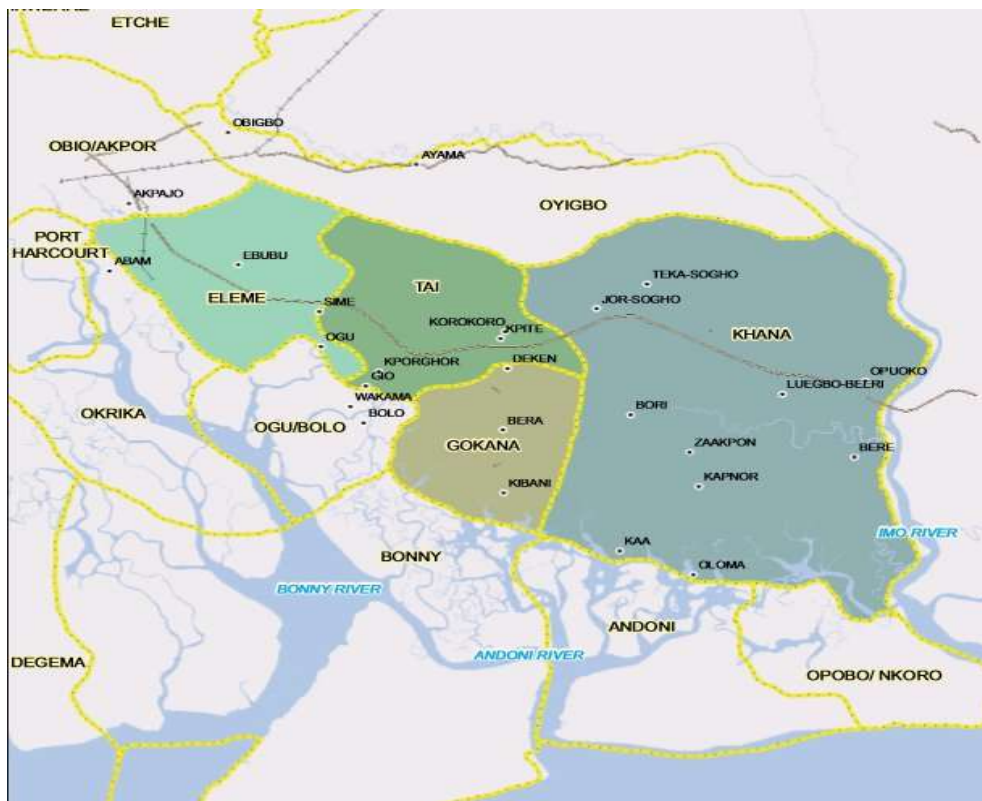 ETCHE
OBIGBO
OBIO/AKPOR
AYAMA
AKPAJO
OYIGBO
PORT
HARCOURT
ABAM
EBUBU
TEKA-SOGHO
TAI
ELEME
SIME
JOR-SOGHO
KOROKORO
KPITE
KHANA
OGU
KPORGHOR
DEKEN
OPUOKO
GIO
LUEGBO-BEERI
WAKAMA
OKRIKA
BOLO
BORI
OGU/BOLO
BERA
GOKANA
ZAAKPON
BERE
KIBANI
KAPNOR
IMO RIVER
KAA
BONNY
OLOMA
BONNY RIVER
ANDONI
ANDONI RIVER
DEGEMA
OPOBO/ NKORO